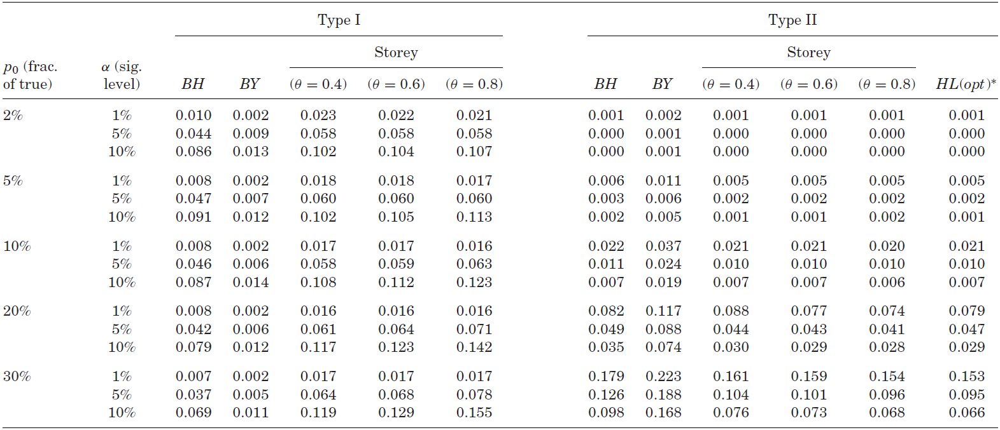 Type I Type II
Storey Storey
p0 (frac. α (sig.
of true) level) BH BY (θ = 0.4) (θ = 0.6) (θ = 0.8) BH BY (θ = 0.4) (θ = 0.6) (θ = 0.8) HL(opt)*
2% 1% 0.010 0.002 0.023 0.022 0.021 0.001 0.002 0.001 0.001 0.001 0.001
5% 0.044 0.009 0.058 0.058 0.058 0.000 0.001 0.000 0.000 0.000 0.000
10% 0.086 0.013 0.102 0.104 0.107 0.000 0.001 0.000 0.000 0.000 0.000
5% 1% 0.008 0.002 0.018 0.018 0.017 0.006 0.011 0.005 0.005 0.005 0.005
5% 0.047 0.007 0.060 0.060 0.060 0.003 0.006 0.002 0.002 0.002 0.002
10% 0.091 0.012 0.102 0.105 0.113 0.002 0.005 0.001 0.001 0.002 0.001
10% 1% 0.008 0.002 0.017 0.017 0.016 0.022 0.037 0.021 0.021 0.020 0.021
5% 0.046 0.006 0.058 0.059 0.063 0.011 0.024 0.010 0.010 0.010 0.010
10% 0.087 0.014 0.108 0.112 0.123 0.007 0.019 0.007 0.007 0.006 0.007
20% 1% 0.008 0.002 0.016 0.016 0.016 0.082 0.117 0.088 0.077 0.074 0.079
5% 0.042 0.006 0.061 0.064 0.071 0.049 0.088 0.044 0.043 0.041 0.047
10% 0.079 0.012 0.117 0.123 0.142 0.035 0.074 0.030 0.029 0.028 0.029
30% 1% 0.007 0.002 0.017 0.017 0.017 0.179 0.223 0.161 0.159 0.154 0.153
5% 0.037 0.005 0.064 0.068 0.078 0.126 0.188 0.104 0.101 0.096 0.095
10% 0.069 0.011 0.119 0.129 0.155 0.098 0.168 0.076 0.073 0.068 0.066